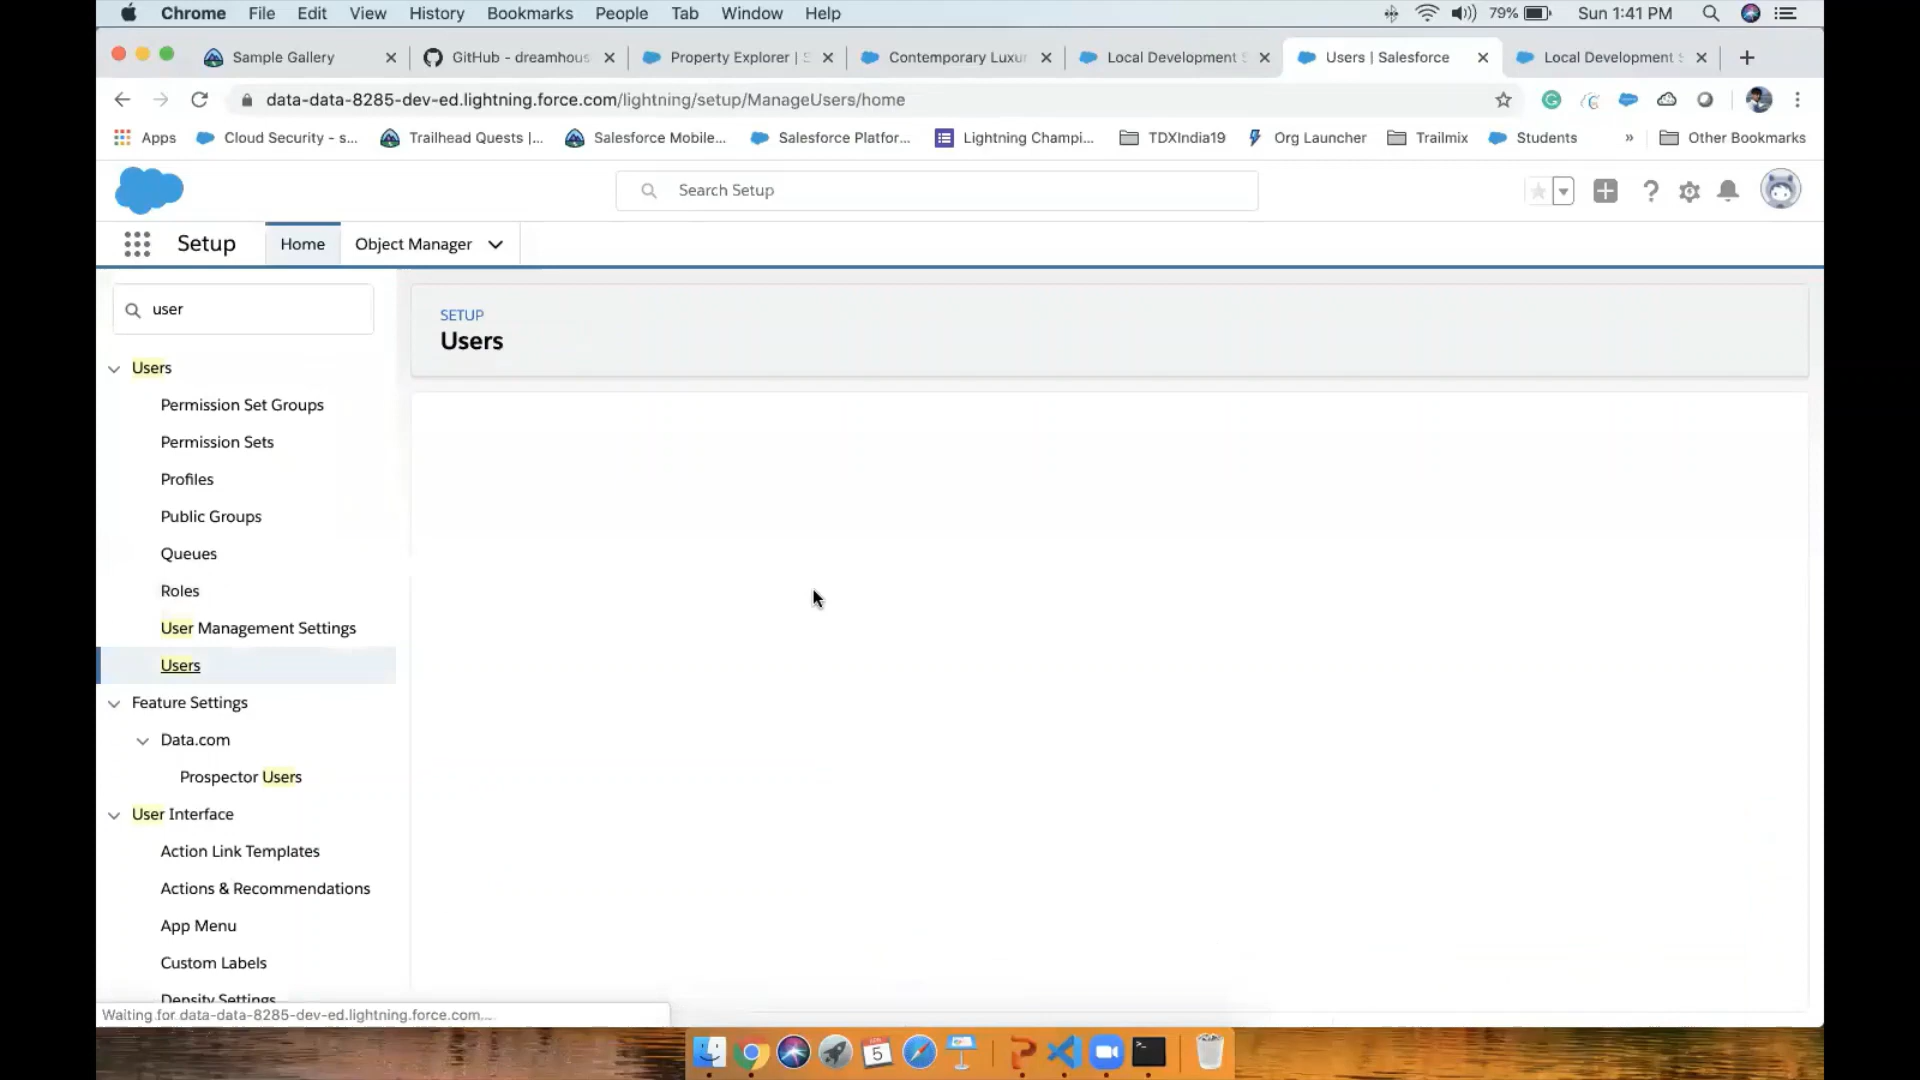 Chrome File Edit View History Bookmarks People Tab Window Help 79% Sun 1:41 PM
Sample Gallery GitHub - dreamhous Property Explorer | S Contemporary Luxur Local Development S Users | Salesforce Local Development S
data-data-8285-dev-ed.lightning.force.com/lightning/setup/ManageUsers/home
Apps Cloud Security - s... Trailhead Quests |... Salesforce Mobile... Salesforce Platfor... Lightning Champi... TDXIndia19 Org Launcher Trailmix Students » Other Bookmarks
Search Setup
Setup Home Object Manager
user
SETUP
Users
Users
Permission Set Groups
Permission Sets
Profiles
Public Groups
Queues
Roles
User Management Settings
Users
Feature Settings
Data.com
Prospector Users
User Interface
Action Link Templates
Actions & Recommendations
App Menu
Custom Labels
Density Settings
Waiting for data-data-8285-dev-ed.lightning.force.com...
5